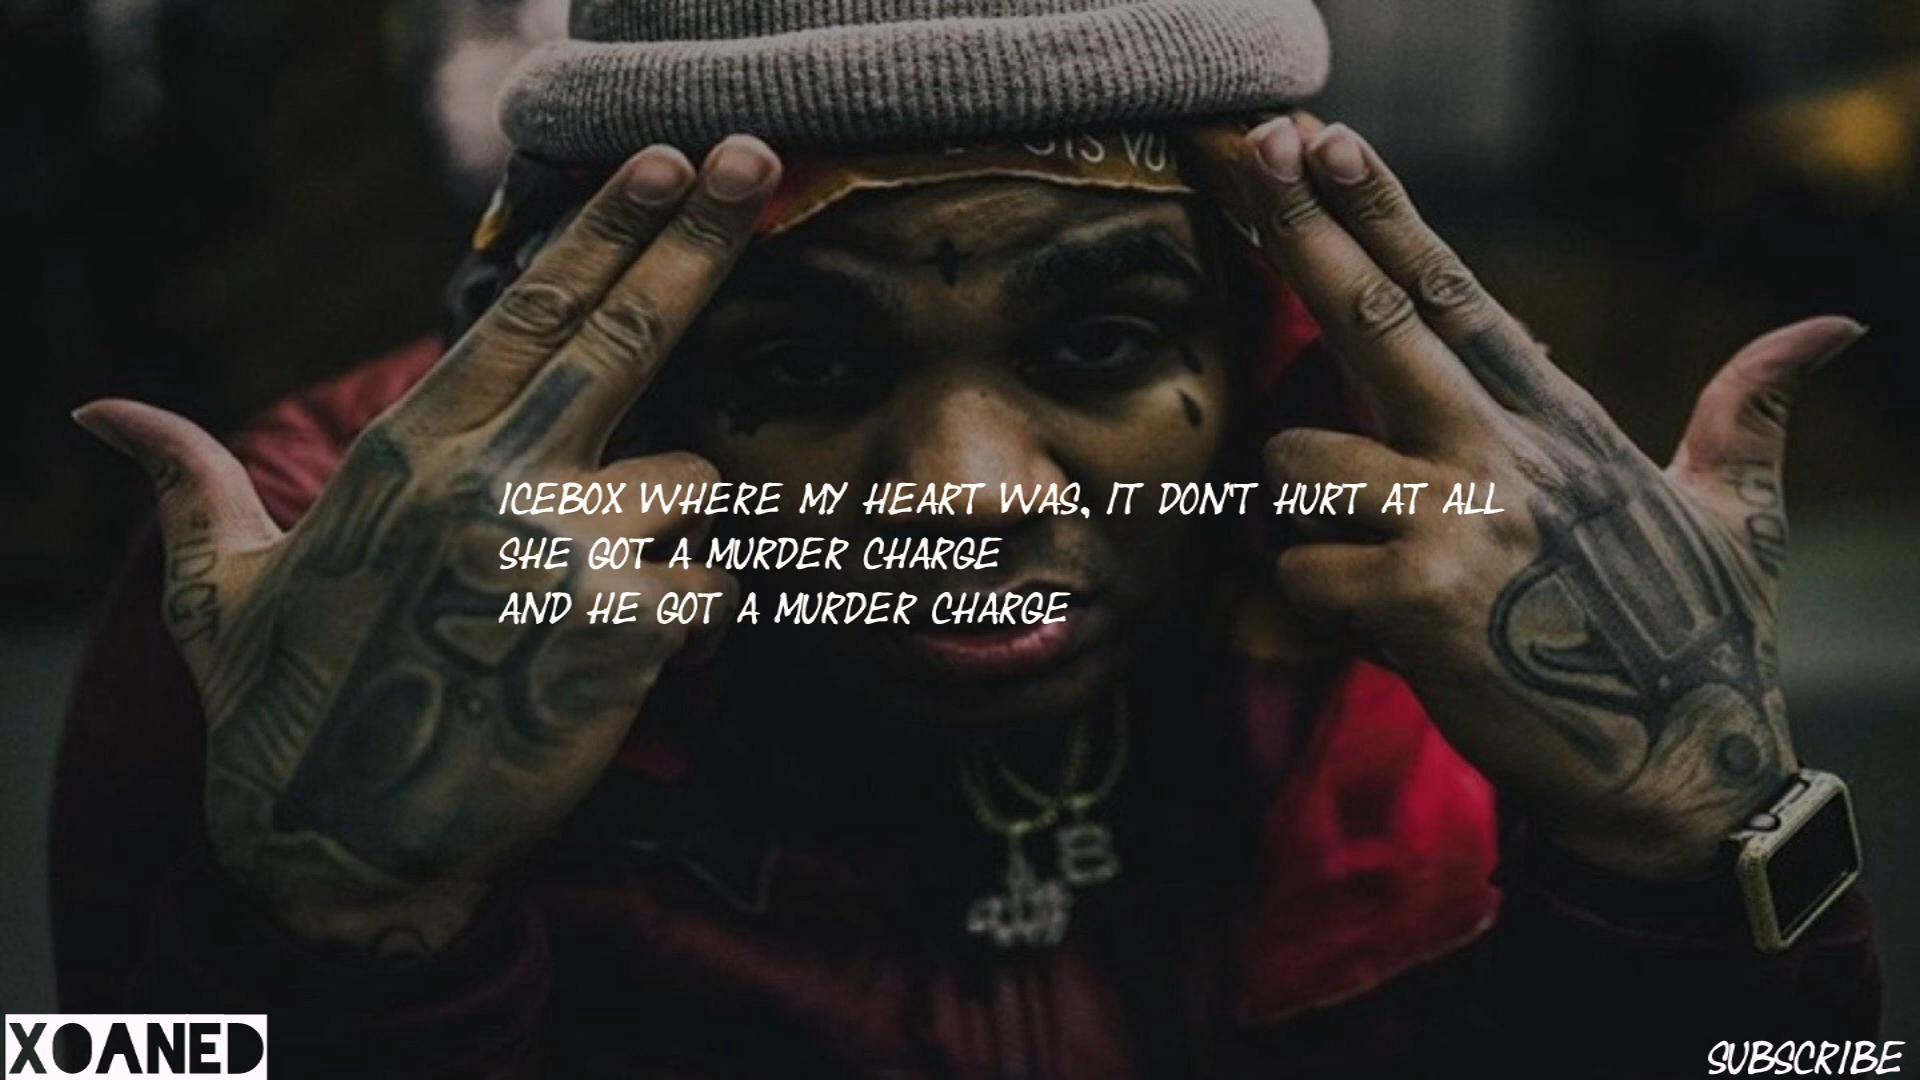 ICEBOX WHERE MY HEART WAS, IT DON'T HURT AT ALL
SHE GOT A MURDER CHARGE
AND HE GOT A MURDER CHARGE
XOANED
SUBSCRIBE